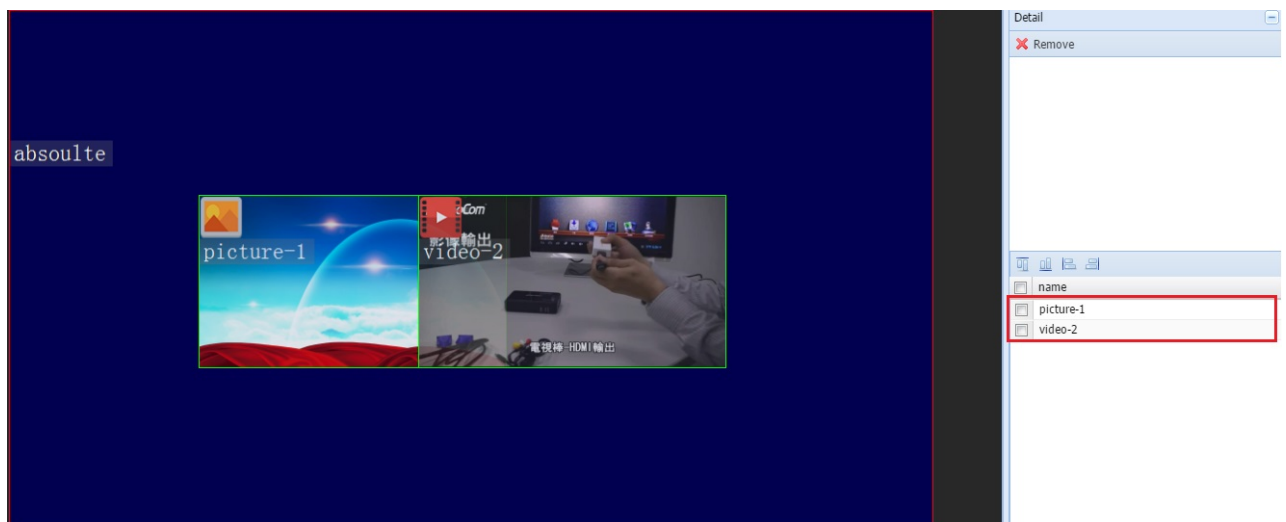 Detail
Remove
absoulte
Com
影像輸出
picture-1
video-2
電視棒-HDMI輸出
name
picture-1
video-2